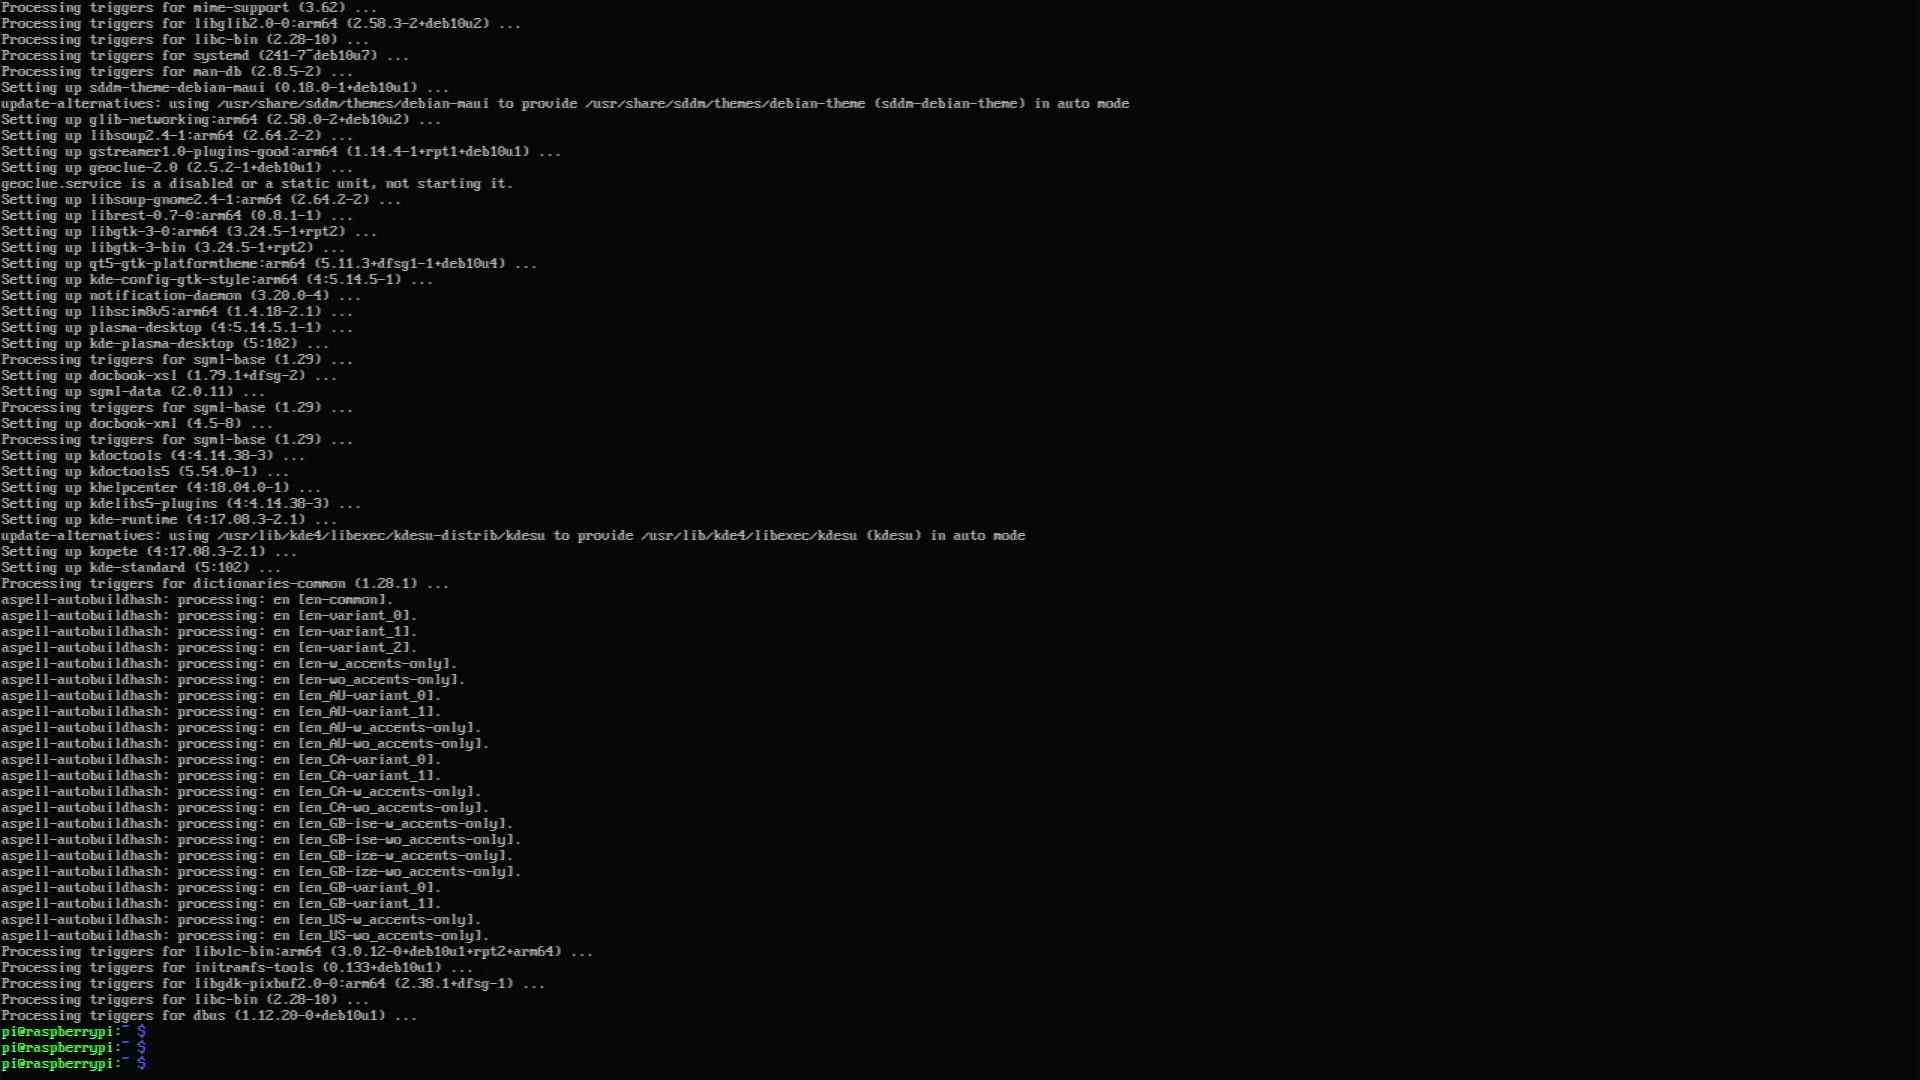 Processing triggers for mime-support (3.62) ...
Processing triggers for libglib2.0-0:arm64 (2.58.3-2+deb10u2) ...
Processing triggers for libc-bin (2.28-10) ...
Processing triggers for systemd (241-7~deb10u7) ...
Processing triggers for man-db (2.8.5-2) ...
Setting up sddm-theme-debian-maui (0.18.0-1+deb10u1) ...
update-alternatives: using /usr/share/sddm/themes/debian-maui to provide /usr/share/sddm/themes/debian-theme (sddm-debian-theme) in auto mode
Setting up glib-networking:arm64 (2.58.0-2+deb10u2) ...
Setting up libsoup2.4-1:arm64 (2.64.2-2) ...
Setting up gstreamer1.0-plugins-good:arm64 (1.14.4-1+rpt1+deb10u1) ...
Setting up geoclue-2.0 (2.5.2-1+deb10u1) ...
geoclue.service is a disabled or a static unit, not starting it.
Setting up libsoup-gnome2.4-1:arm64 (2.64.2-2) ...
Setting up librest-0.7-0:arm64 (0.8.1-1) ...
Setting up libgtk-3-0:arm64 (3.24.5-1+rpt2) ...
Setting up libgtk-3-bin (3.24.5-1+rpt2) ...
Setting up qt5-gtk-platformtheme:arm64 (5.11.3+dfsg1-1+deb10u4) ...
Setting up kde-config-gtk-style:arm64 (4:5.14.5-1) ...
Setting up notification-daemon (3.20.0-4) ...
Setting up libscim8v5:arm64 (1.4.18-2.1) ...
Setting up plasma-desktop (4:5.14.5.1-1) ...
Setting up kde-plasma-desktop (5:102) ...
Processing triggers for sgml-base (1.29) ...
Setting up docbook-xsl (1.79.1+dfsg-2) ...
Setting up sgml-data (2.0.11) ...
Processing triggers for sgml-base (1.29) ...
Setting up docbook-xml (4.5-8) ...
Processing triggers for sgml-base (1.29) ...
Setting up kdoctools (4:4.14.38-3) ...
Setting up kdoctools5 (5.54.0-1) ...
Setting up khelpcenter (4:18.04.0-1) ...
Setting up kdelibs5-plugins (4:4.14.38-3) ...
Setting up kde-runtime (4:17.08.3-2.1) ...
update-alternatives: using /usr/lib/kde4/libexec/kdesu-distrib/kdesu to provide /usr/lib/kde4/libexec/kdesu (kdesu) in auto mode
Setting up kopete (4:17.08.3-2.1) ...
Setting up kde-standard (5:102) ...
Processing triggers for dictionaries-common (1.28.1) ...
aspell-autobuildhash: processing: en [en-common].
aspell-autobuildhash: processing: en [en-variant_0].
aspell-autobuildhash: processing: en [en-variant_1].
aspell-autobuildhash: processing: en [en-variant_2].
aspell-autobuildhash: processing: en [en-w_accents-only].
aspell-autobuildhash: processing: en [en-wo_accents-only].
aspell-autobuildhash: processing: en [en_AU-variant_0].
aspell-autobuildhash: processing: en [en_AU-variant_1].
aspell-autobuildhash: processing: en [en_AU-w_accents-only].
aspell-autobuildhash: processing: en [en_AU-wo_accents-only].
aspell-autobuildhash: processing: en [en_CA-variant_0].
aspell-autobuildhash: processing: en [en_CA-variant_1].
aspell-autobuildhash: processing: en [en_CA-w_accents-only].
aspell-autobuildhash: processing: en [en_CA-wo_accents-only].
aspell-autobuildhash: processing: en [en_GB-ise-w_accents-only].
aspell-autobuildhash: processing: en [en_GB-ise-wo_accents-only].
aspell-autobuildhash: processing: en [en_GB-ize-w_accents-only].
aspell-autobuildhash: processing: en [en_GB-ize-wo_accents-only].
aspell-autobuildhash: processing: en [en_GB-variant_0].
aspell-autobuildhash: processing: en [en_GB-variant_1].
aspell-autobuildhash: processing: en [en_US-w_accents-only].
aspell-autobuildhash: processing: en [en_US-wo_accents-only].
Processing triggers for libvlc-bin:arm64 (3.0.12-0+deb10u1+rpt2+arm64) ...
Processing triggers for initramfs-tools (0.133+deb10u1) ...
Processing triggers for libgdk-pixbuf2.0-0:arm64 (2.38.1+dfsg-1) ...
Processing triggers for libc-bin (2.28-10) ...
Processing triggers for dbus (1.12.20-0+deb10u1) ...
pi@raspberrypi:~ $
pi@raspberrypi:~ $
pi@raspberrypi:~ $